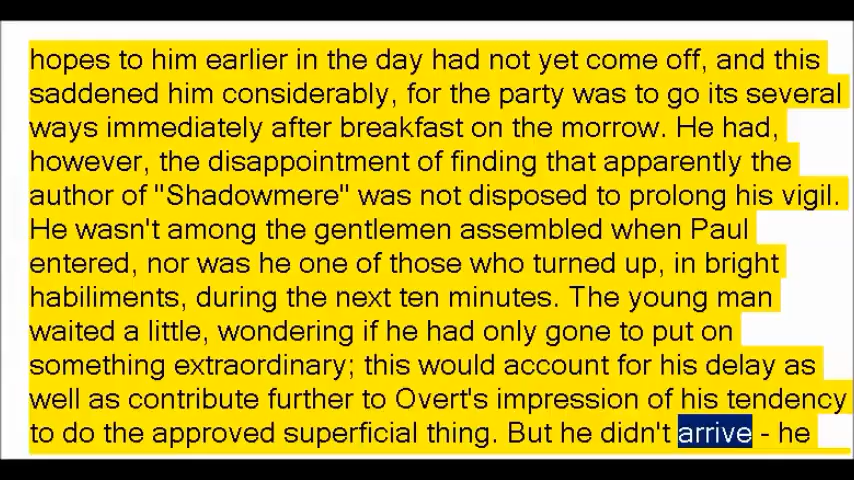 hopes to him earlier in the day had not yet come off, and this
saddened him considerably, for the party was to go its several
ways immediately after breakfast on the morrow. He had,
however, the disappointment of finding that apparently the
author of "Shadowmere" was not disposed to prolong his vigil.
He wasn't among the gentlemen assembled when Paul
entered, nor was he one of those who turned up, in bright
habiliments, during the next ten minutes. The young man
waited a little, wondering if he had only gone to put on
something extraordinary; this would account for his delay as
well as contribute further to Overt's impression of his tendency
to do the approved superficial thing. But he didn't arrive - he